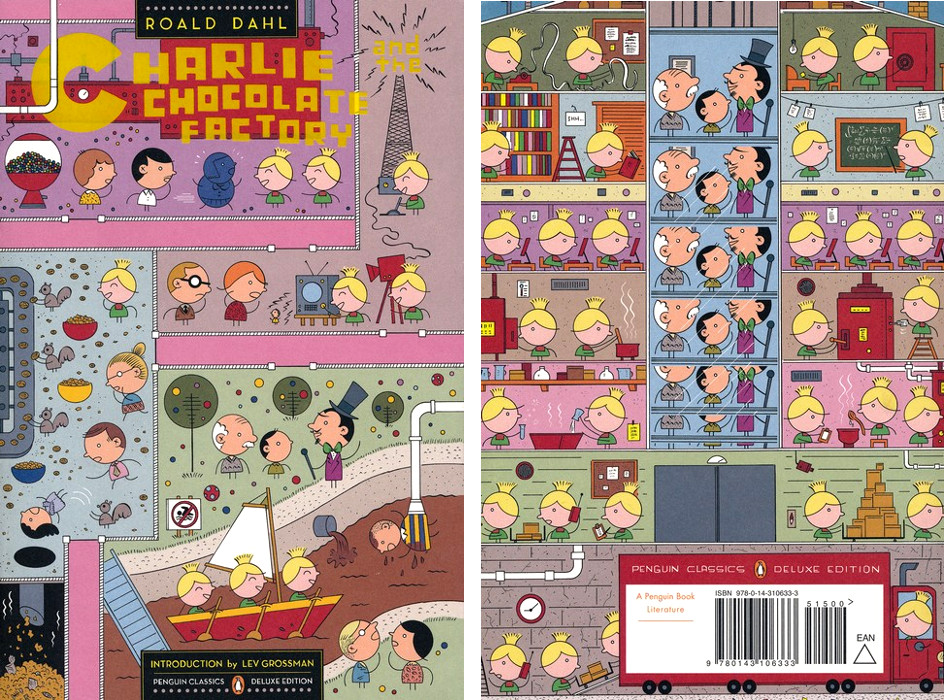 ROALD DAHL
CHARLIE
and
the
CHOCOLATE
FACTORY
INTRODUCTION by LEV GROSSMAN
PENGUIN CLASSICS DELUXE EDITION
SHH...
PENGUIN CLASSICS DELUXE EDITION
A Penguin Book
Literature
ISBN 978-0-14-310633-3
51500>
EAN
9 780143 106333